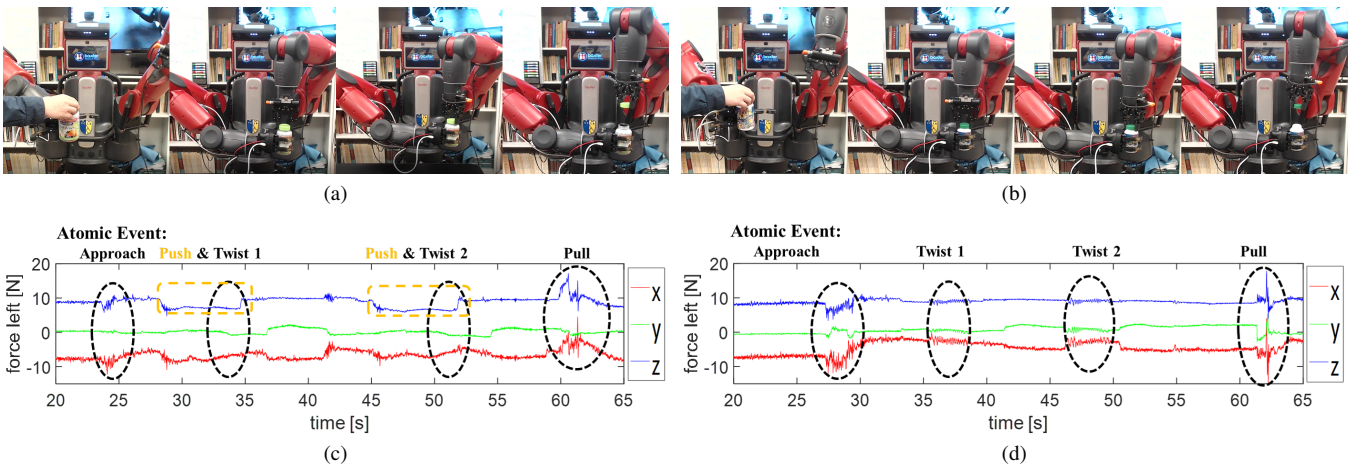 (a)
(b)
Atomic Event:
Approach Push & Twist 1 Push & Twist 2 Pull
20
10
0
-10
force left [N]
20 25 30 35 40 45 50 55 60 65
time [s]
x
y
z
(c)
Atomic Event:
Approach Twist 1 Twist 2 Pull
20
10
0
-10
force left [N]
20 25 30 35 40 45 50 55 60 65
time [s]
x
y
z
(d)